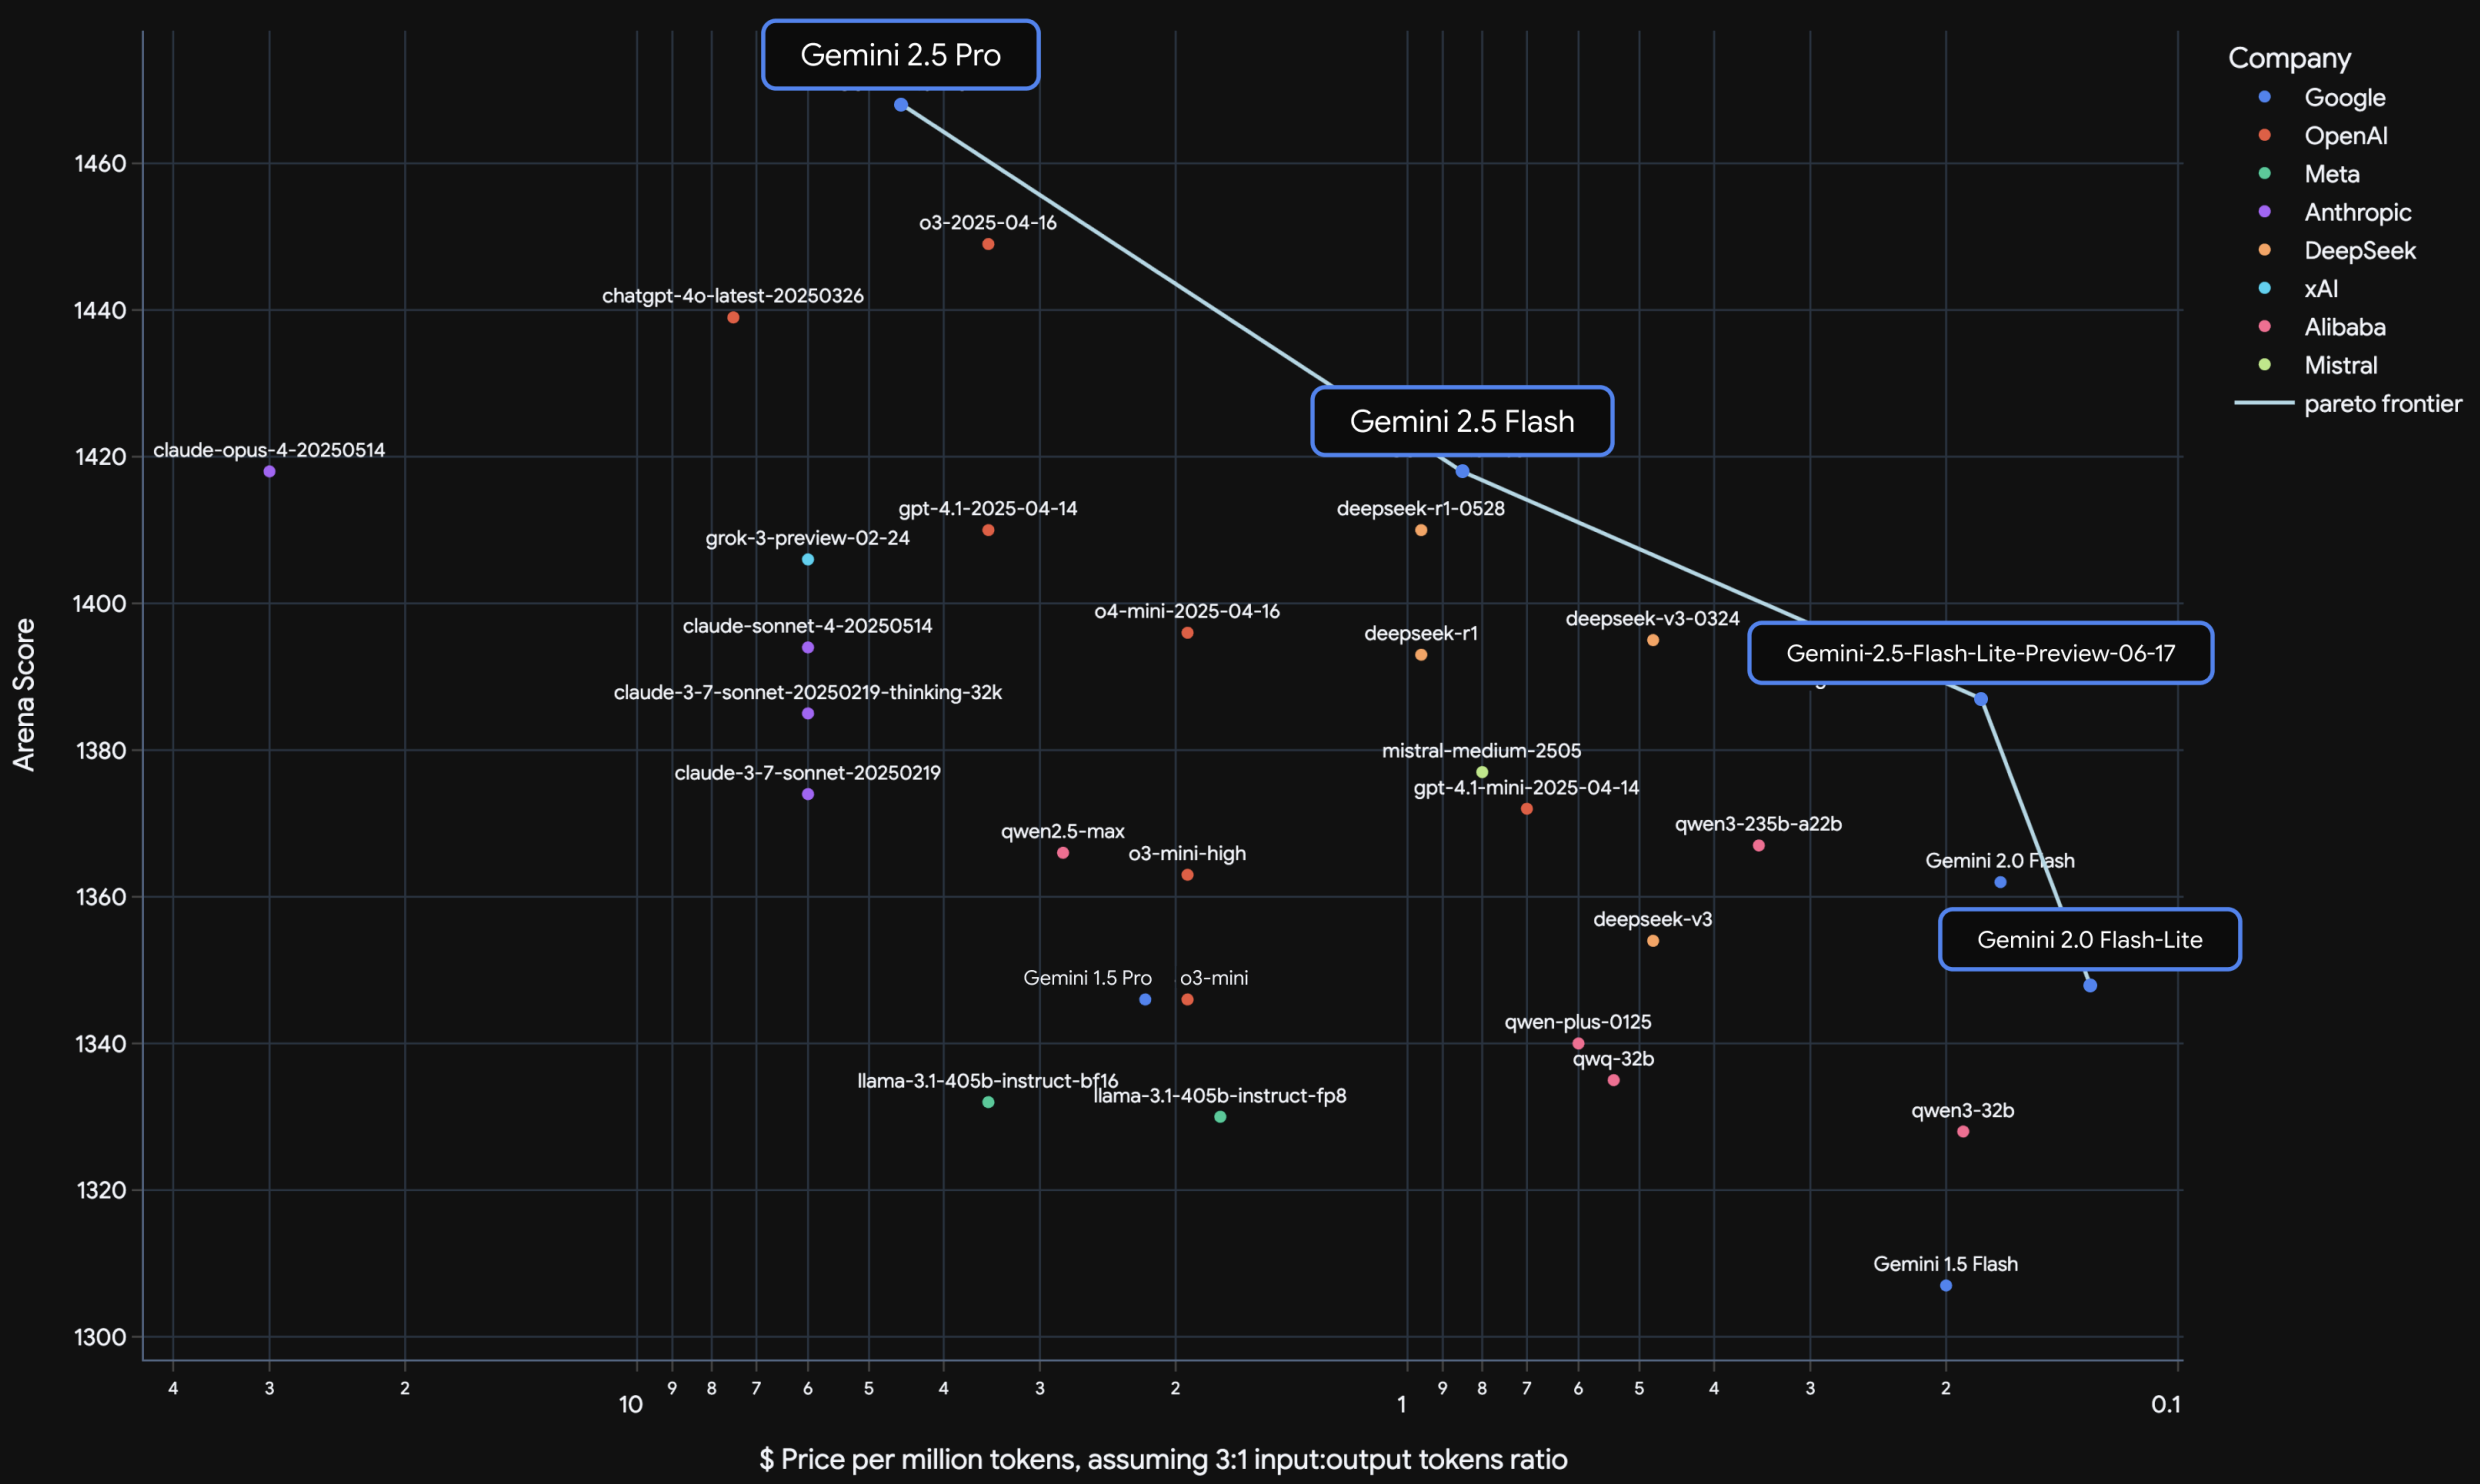 Gemini 2.5 Pro
Company
Google
OpenAI
Meta
Anthropic
DeepSeek
xAI
Alibaba
Mistral
pareto frontier
1460
o3-2025-04-16
chatgpt-4o-latest-20250326
1440
Gemini 2.5 Flash
claude-opus-4-20250514
1420
gpt-4.1-2025-04-14
deepseek-r1-0528
grok-3-preview-02-24
1400
o4-mini-2025-04-16
deepseek-v3-0324
claude-sonnet-4-20250514
deepseek-r1
Gemini-2.5-Flash-Lite-Preview-06-17
Arena Score
claude-3-7-sonnet-20250219-thinking-32k
1380
mistral-medium-2505
claude-3-7-sonnet-20250219
gpt-4.1-mini-2025-04-14
qwen2.5-max
qwen3-235b-a22b
o3-mini-high
Gemini 2.0 Flash
1360
deepseek-v3
Gemini 2.0 Flash-Lite
Gemini 1.5 Pro
o3-mini
qwen-plus-0125
1340
qwq-32b
llama-3.1-405b-instruct-bf16
llama-3.1-405b-instruct-fp8
qwen3-32b
1320
Gemini 1.5 Flash
1300
4 3 2 9 8 7 6 5 4 3 2 9 8 7 6 5 4 3 2
10 1 0.1
$ Price per million tokens, assuming 3:1 input:output tokens ratio